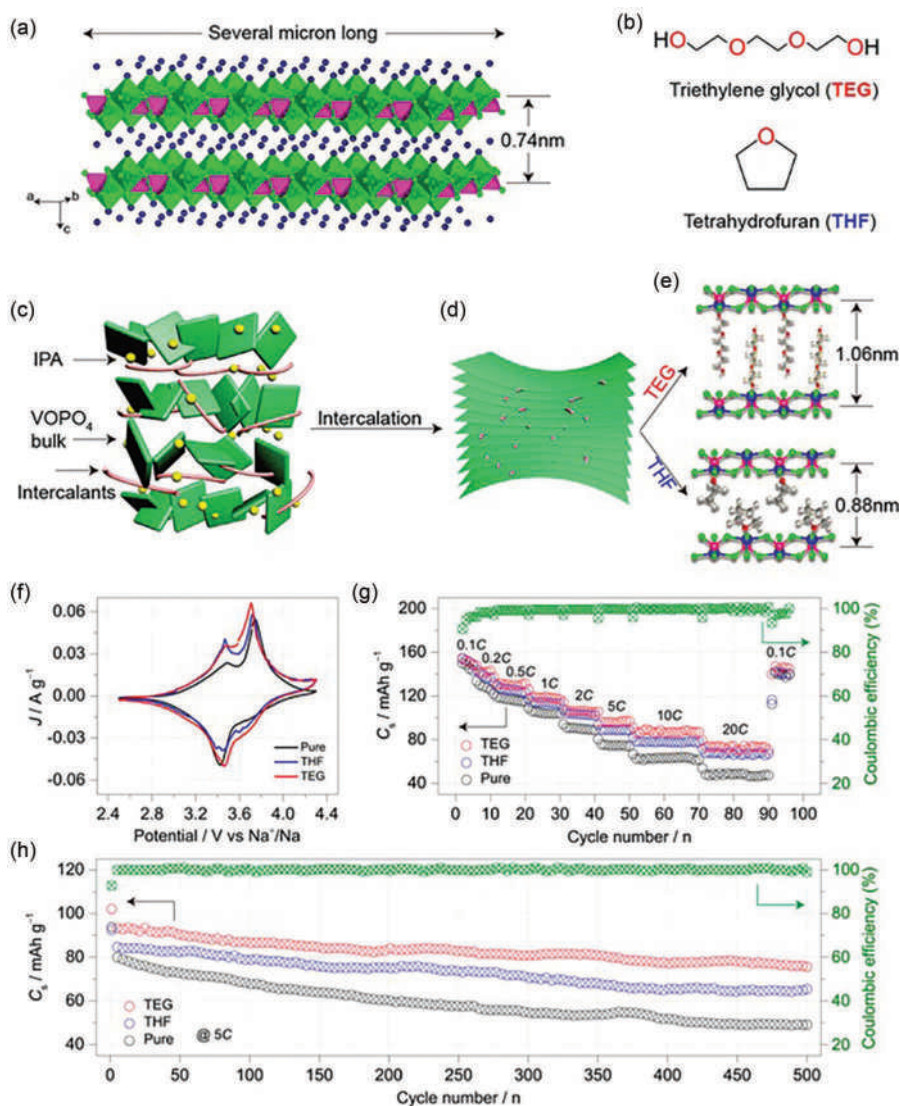 (a)
Several micron long
0.74nm
a
b
c
(b)
HO
O
O
OH
Triethylene glycol (TEG)
O
Tetrahydrofuran (THF)
(c)
IPA
VOPO4
bulk
Intercalants
Intercalation
(d)
TEG
THF
(e)
1.06nm
0.88nm
(f)
J / A g⁻¹
0.06
0.03
0.00
-0.03
-0.06
Pure
THF
TEG
2.4 3.0 3.6 4.2 4.4
Potential / V vs Na⁺/Na
(g)
Cs / mAh g⁻¹
200
160
120
80
40
0.1C
0.2C
0.5C
1C
2C
5C
10C
20C
0.1C
TEG
THF
Pure
100
80
60
40
20
Coulombic efficiency (%)
0 10 20 30 40 50 60 70 80 90 100
Cycle number / n
(h)
Cs / mAh g⁻¹
120
100
80
60
40
TEG
THF
Pure
@ 5C
100
80
60
40
20
Coulombic efficiency (%)
0 50 100 150 200 250 300 350 400 450 500
Cycle number / n